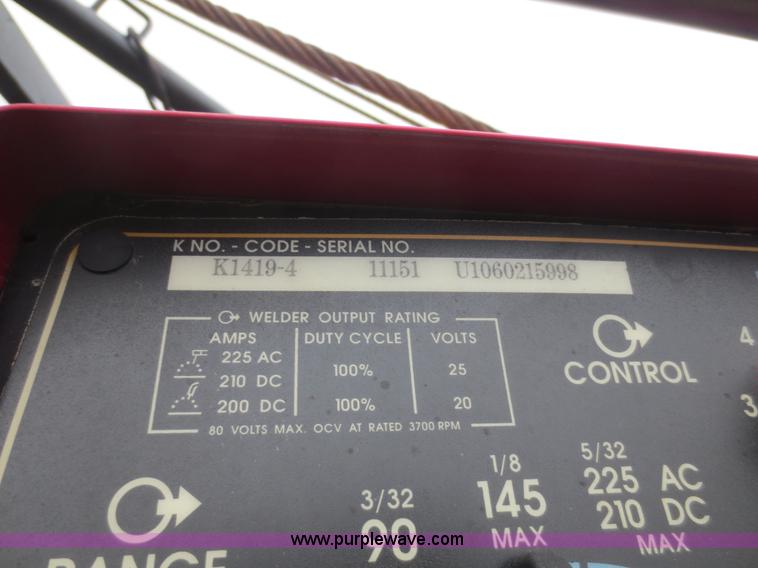 K NO. - CODE - SERIAL NO.
K1419-4 11151 U1060215998
WELDER OUTPUT RATING
AMPS DUTY CYCLE VOLTS
225 AC
210 DC 100% 25
200 DC 100% 20
80 VOLTS MAX. OCV AT RATED 3700 RPM
CONTROL
4
3
3/32
90
1/8
145
MAX
5/32
225 AC
210 DC
MAX
RANGE
www.purplewave.com